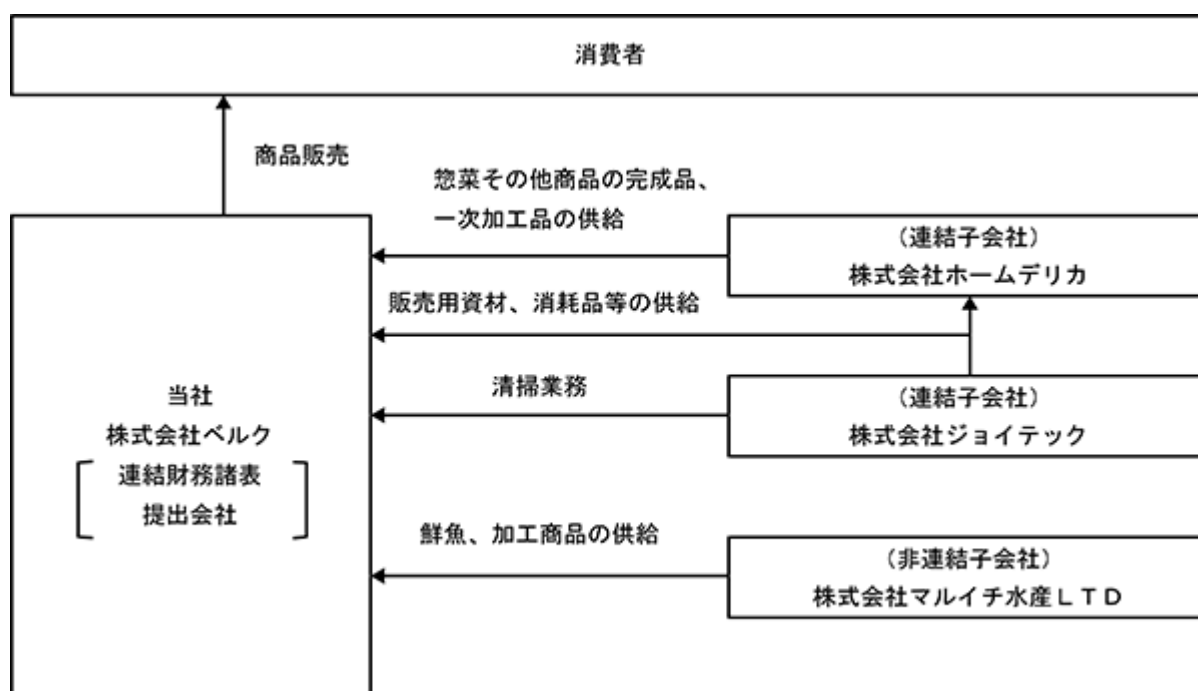 消費者
商品販売
惣菜その他商品の完成品、
一次加工品の供給
（連結子会社）
株式会社ホームデリカ
販売用資材、消耗品等の供給
清掃業務
（連結子会社）
株式会社ジョイテック
当社
株式会社ベルク
連結財務諸表
提出会社
鮮魚、加工商品の供給
（非連結子会社）
株式会社マルイチ水産ＬＴＤ